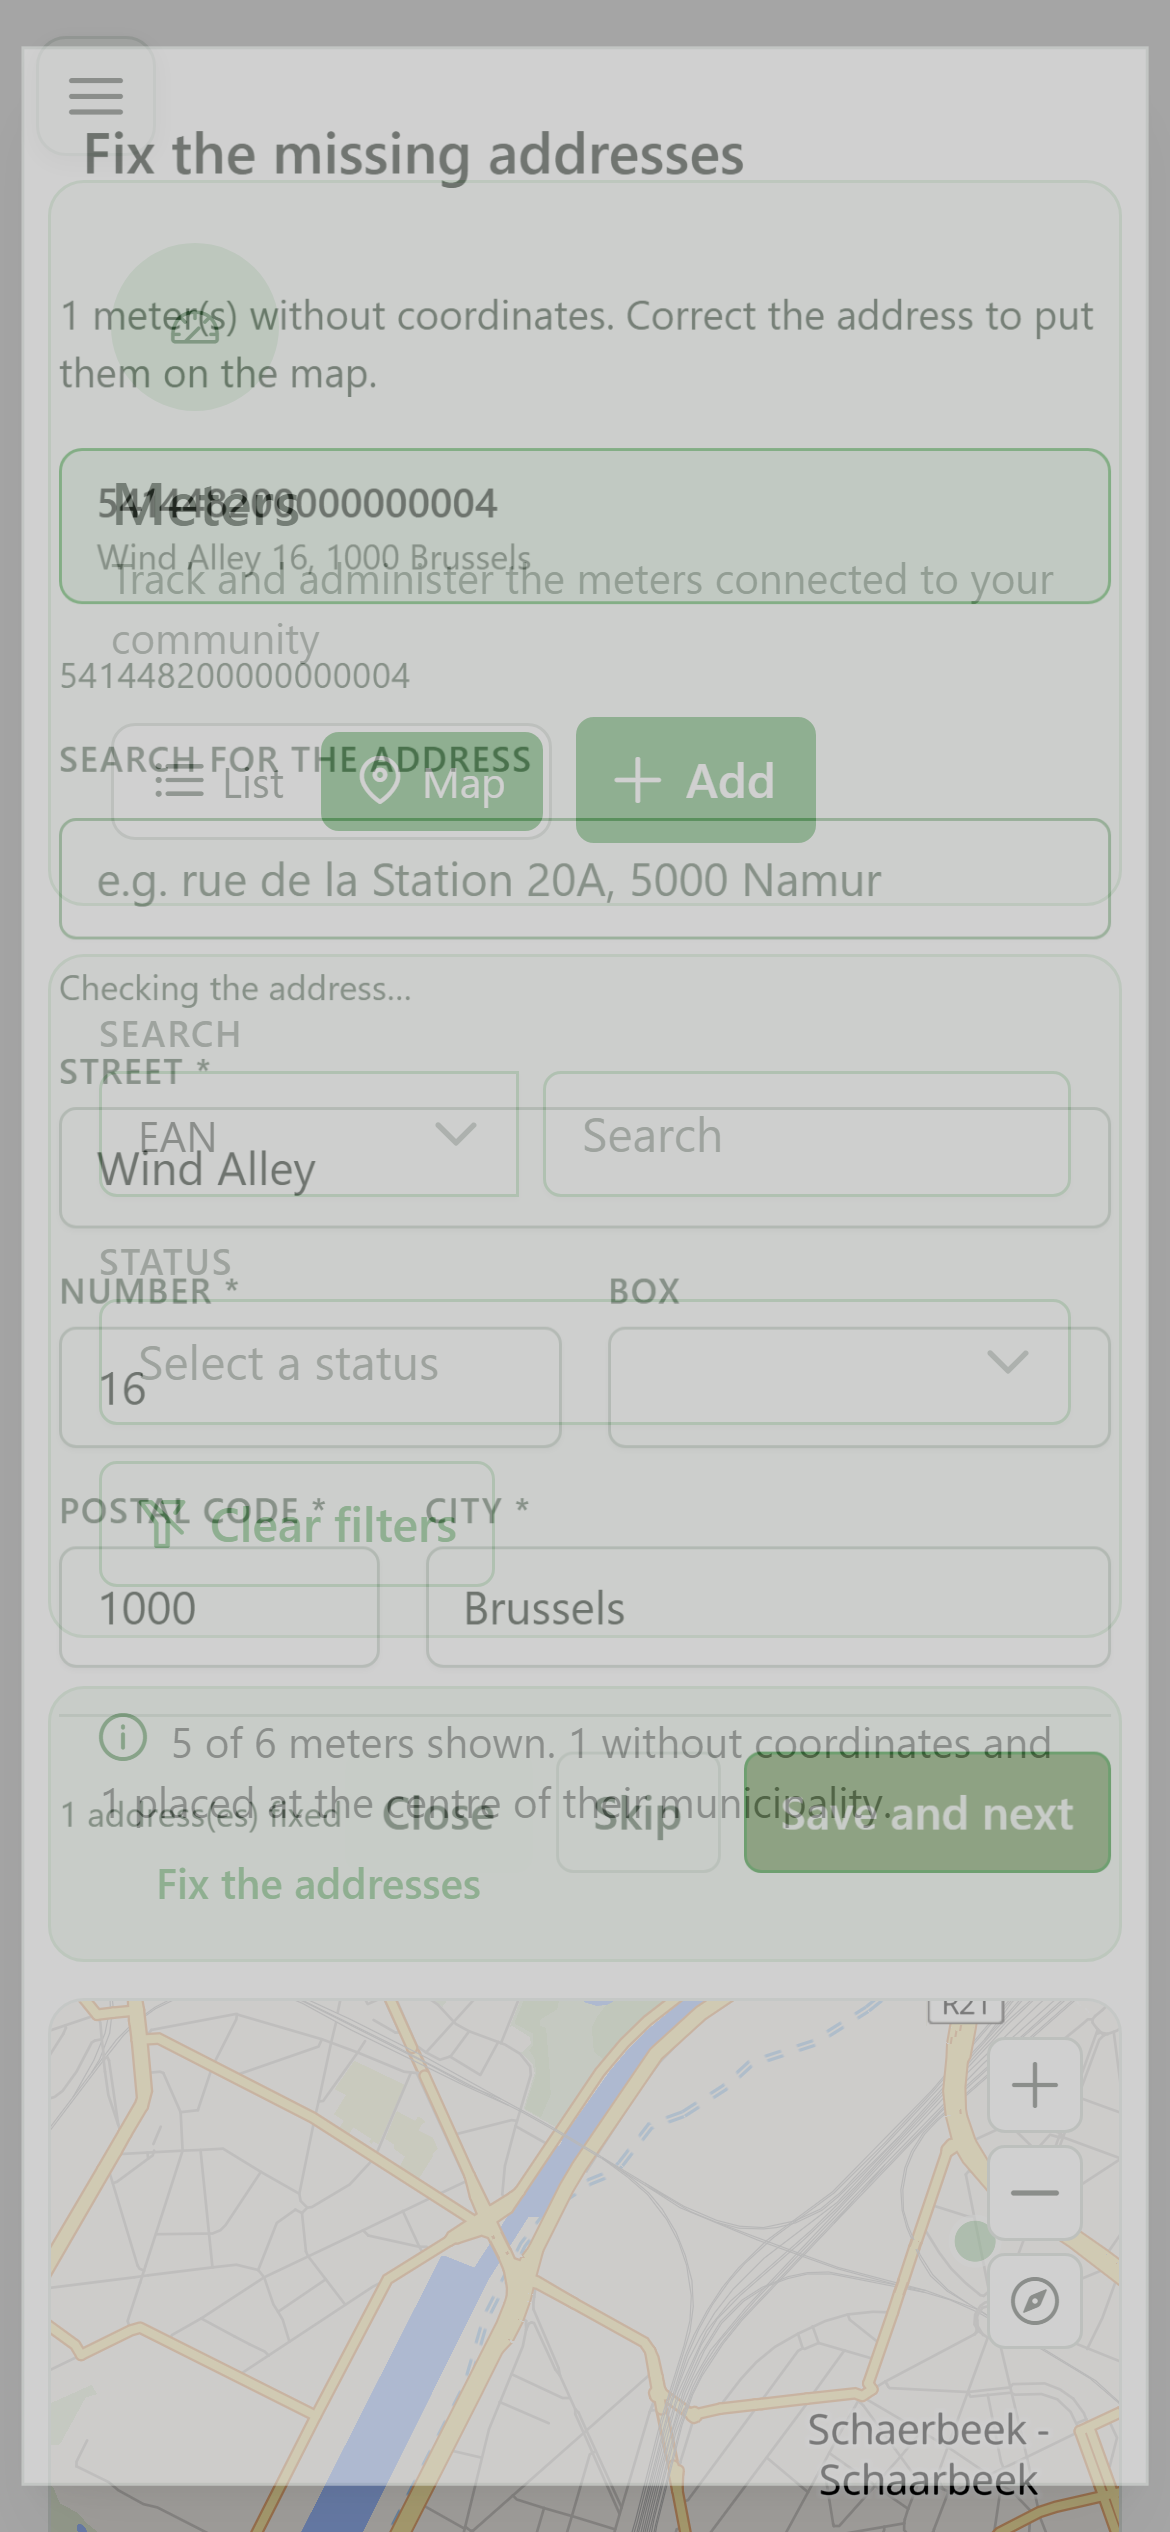 Fix the missing addresses
1 meter(s) without coordinates. Correct the address to put
them on the map.
541448200000000004
Wind Alley 16, 1000 Brussels
Meters
Track and administer the meters connected to your
community
541448200000000004
SEARCH FOR THE ADDRESS
List
Map
Add
e.g. rue de la Station 20A, 5000 Namur
Checking the address...
SEARCH
STREET *
EAN
Search
Wind Alley
STATUS
NUMBER *
BOX
Select a status
16
POSTAL CODE *
CITY *
Clear filters
1000
Brussels
5 of 6 meters shown. 1 without coordinates and
1 placed at the centre of their municipality.
1 address(es) fixed
Close
Skip
Save and next
Fix the addresses
R21
Schaerbeek -
Schaarbeek